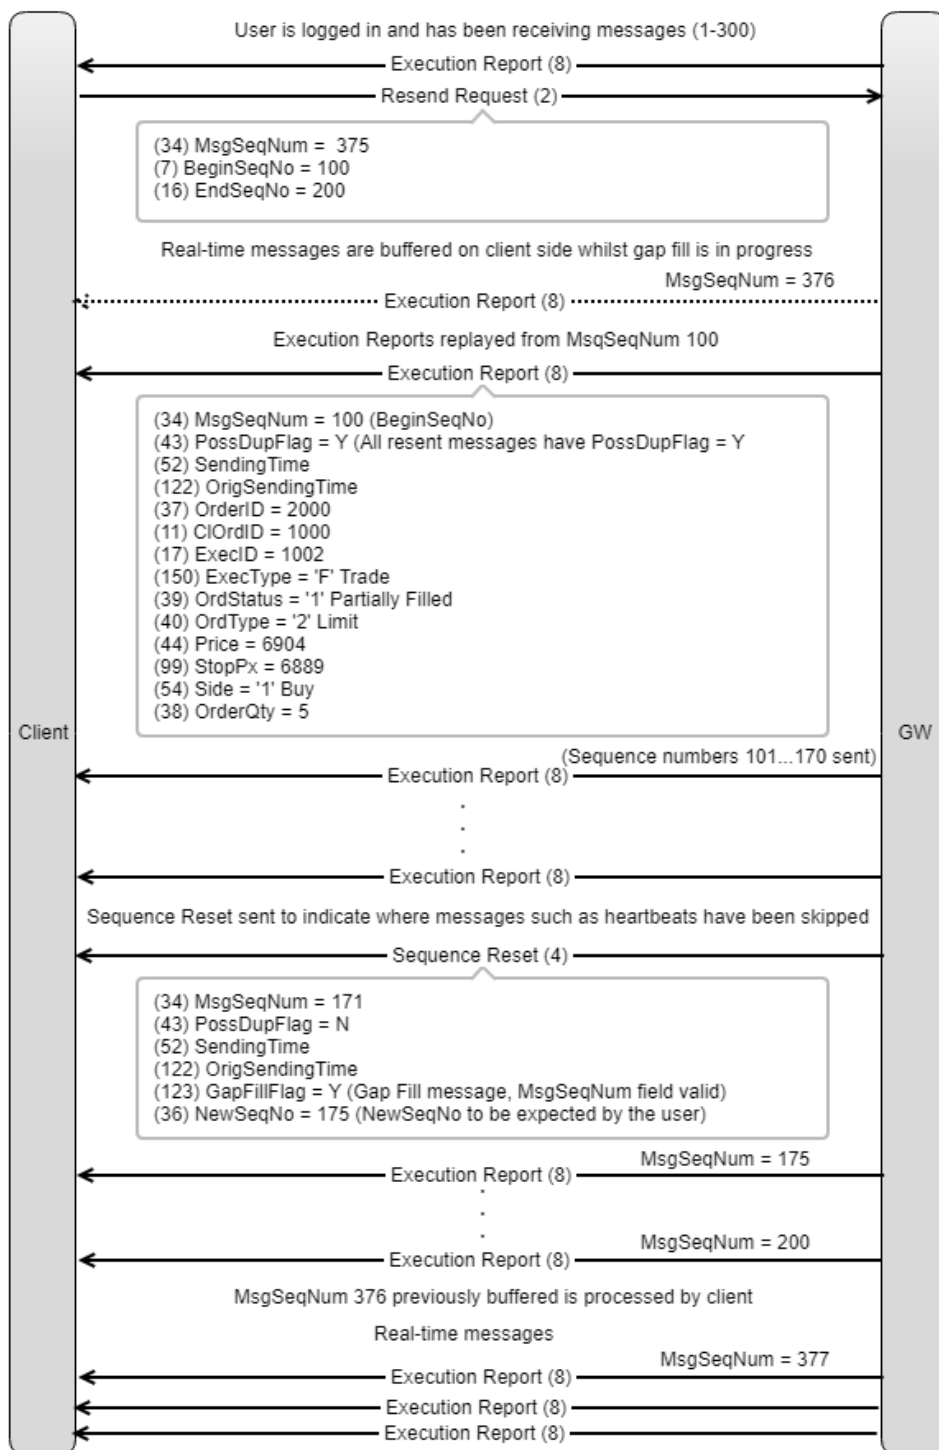 User is logged in and has been receiving messages (1-300)
Execution Report (8)
Resend Request (2)
(34) MsgSeqNum = 375
(7) BeginSeqNo = 100
(16) EndSeqNo = 200
Real-time messages are buffered on client side whilst gap fill is in progress
MsgSeqNum = 376
Execution Report (8)
Execution Reports replayed from MsqSeqNum 100
Execution Report (8)
(34) MsgSeqNum = 100 (BeginSeqNo)
(43) PossDupFlag = Y (All resent messages have PossDupFlag = Y
(52) SendingTime
(122) OrigSendingTime
(37) OrderID = 2000
(11) ClOrdID = 1000
(17) ExecID = 1002
(150) ExecType = 'F' Trade
(39) OrdStatus = '1' Partially Filled
(40) OrdType = '2' Limit
(44) Price = 6904
(99) StopPx = 6889
(54) Side = '1' Buy
(38) OrderQty = 5
Client
GW
(Sequence numbers 101...170 sent)
Execution Report (8)
.
.
.
Execution Report (8)
Sequence Reset sent to indicate where messages such as heartbeats have been skipped
Sequence Reset (4)
(34) MsgSeqNum = 171
(43) PossDupFlag = N
(52) SendingTime
(122) OrigSendingTime
(123) GapFillFlag = Y (Gap Fill message, MsgSeqNum field valid)
(36) NewSeqNo = 175 (NewSeqNo to be expected by the user)
MsgSeqNum = 175
Execution Report (8)
.
.
.
MsgSeqNum = 200
Execution Report (8)
MsgSeqNum 376 previously buffered is processed by client
Real-time messages
MsgSeqNum = 377
Execution Report (8)
Execution Report (8)
Execution Report (8)